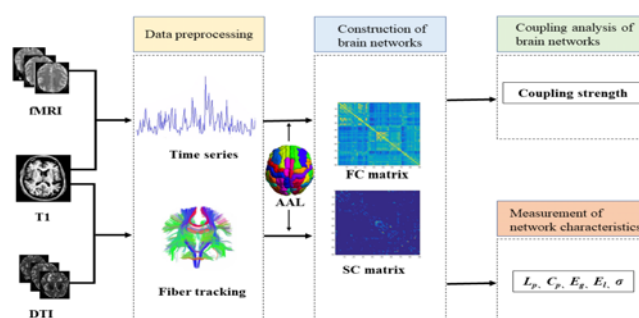 Data preprocessing
Construction of
brain networks
Coupling analysis of
brain networks
fMRI
Time series
FC matrix
Coupling strength
T1
AAL
Measurement of
network characteristics
DTI
Fiber tracking
SC matrix
Lp、Cp、Eg、El、σ